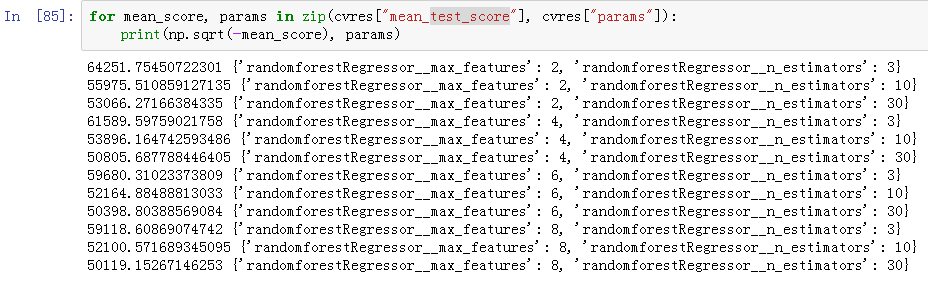 In [85]: for mean_score, params in zip(cvres["mean_test_score"], cvres["params"]):
print(np.sqrt(-mean_score), params)
64251.75450722301 {'randomforestRegressor__max_features': 2, 'randomforestRegressor__n_estimators': 3}
55975.510859127135 {'randomforestRegressor__max_features': 2, 'randomforestRegressor__n_estimators': 10}
53066.27166384335 {'randomforestRegressor__max_features': 2, 'randomforestRegressor__n_estimators': 30}
61589.59759021758 {'randomforestRegressor__max_features': 4, 'randomforestRegressor__n_estimators': 3}
53896.164742593486 {'randomforestRegressor__max_features': 4, 'randomforestRegressor__n_estimators': 10}
50805.687788446405 {'randomforestRegressor__max_features': 4, 'randomforestRegressor__n_estimators': 30}
59680.31023373809 {'randomforestRegressor__max_features': 6, 'randomforestRegressor__n_estimators': 3}
52164.88488813033 {'randomforestRegressor__max_features': 6, 'randomforestRegressor__n_estimators': 10}
50398.80388569084 {'randomforestRegressor__max_features': 6, 'randomforestRegressor__n_estimators': 30}
59118.60869074742 {'randomforestRegressor__max_features': 8, 'randomforestRegressor__n_estimators': 3}
52100.571689345095 {'randomforestRegressor__max_features': 8, 'randomforestRegressor__n_estimators': 10}
50119.15267146253 {'randomforestRegressor__max_features': 8, 'randomforestRegressor__n_estimators': 30}